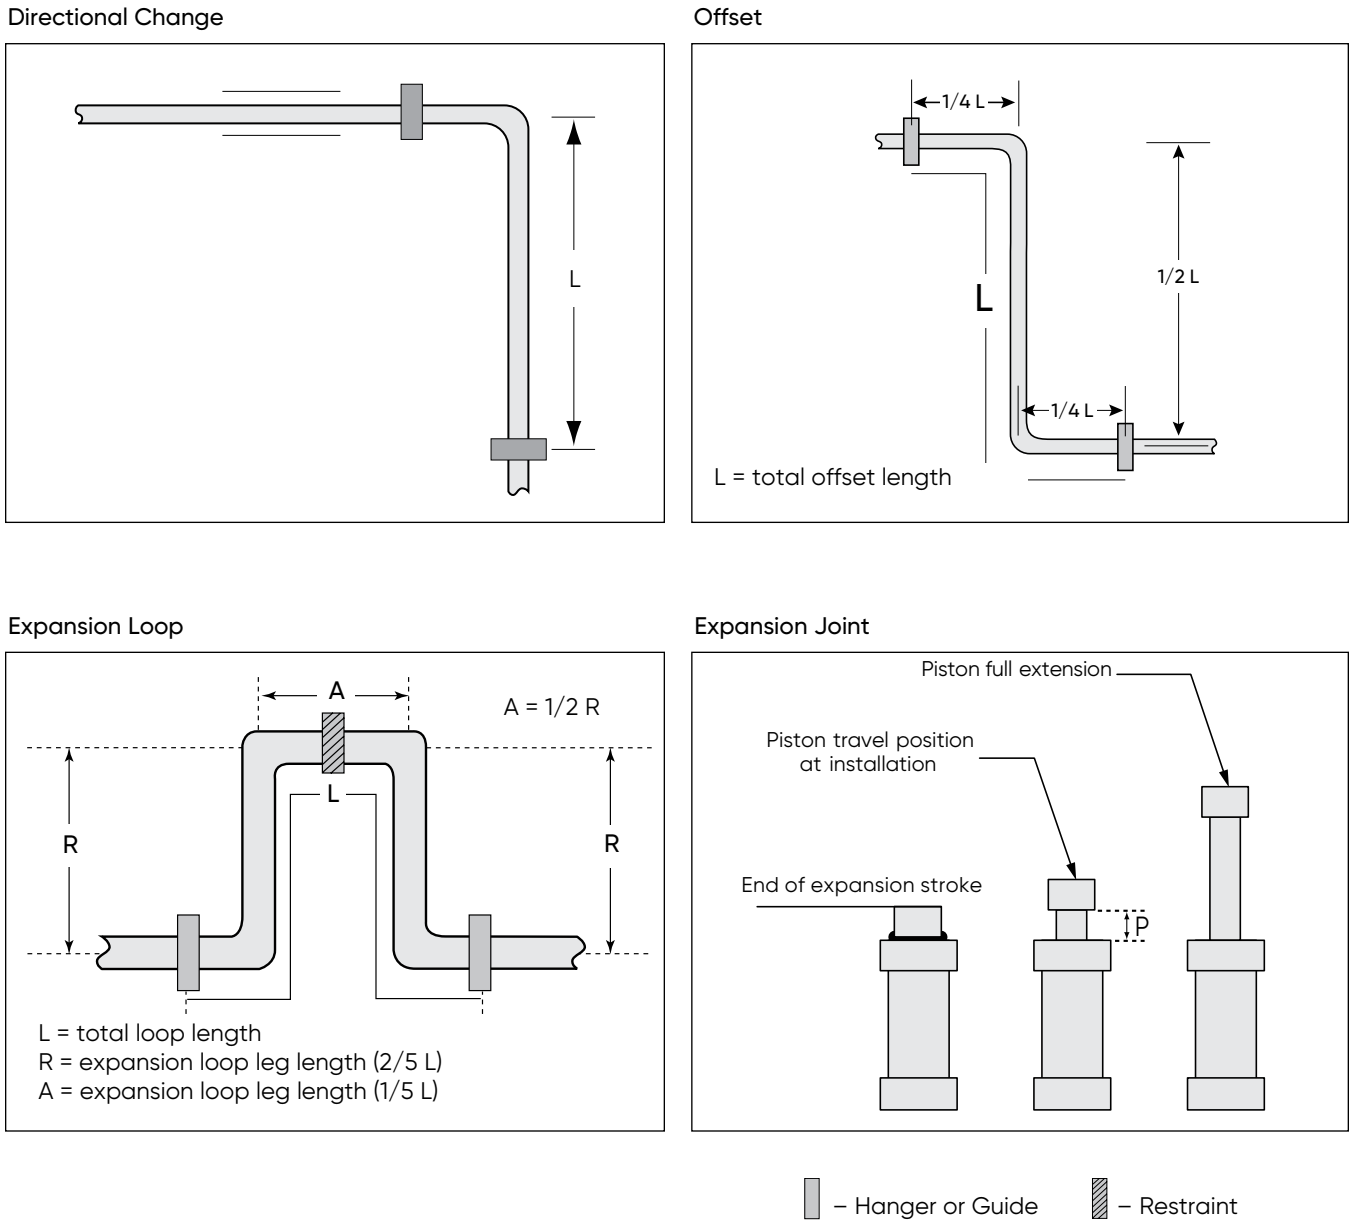 Directional Change
L
Offset
1/4 L
1/2 L
L
1/4 L
L = total offset length
Expansion Loop
A
A = 1/2 R
L
R
R
L = total loop length
R = expansion loop leg length (2/5 L)
A = expansion loop leg length (1/5 L)
Expansion Joint
Piston full extension
Piston travel position
at installation
End of expansion stroke
P
– Hanger or Guide
– Restraint